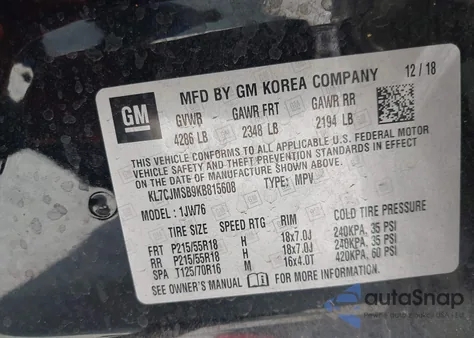 MFD BY GM KOREA COMPANY 12/18
GM
GVWR GAWR FRT GAWR RR
4286 LB 2348 LB 2194 LB
THIS VEHICLE CONFORMS TO ALL APPLICABLE U.S. FEDERAL MOTOR
VEHICLE SAFETY, BUMPER, AND THEFT PREVENTION STANDARDS IN EFFECT
ON THE DATE OF MANUFACTURE SHOWN ABOVE.
KL7CJMSB9KB815608 TYPE: MPV
MODEL: 1JW76
TIRE SIZE SPEED RTG RIM COLD TIRE PRESSURE
FRT P215/55R18 H 18x7.0J 240KPA, 35 PSI
RR P215/55R18 H 18x7.0J 240KPA, 35 PSI
SPA T125/70R16 M 16x4.0T 420KPA, 60 PSI
SEE OWNER'S MANUAL FOR MORE INFORMATION.
autoSnap